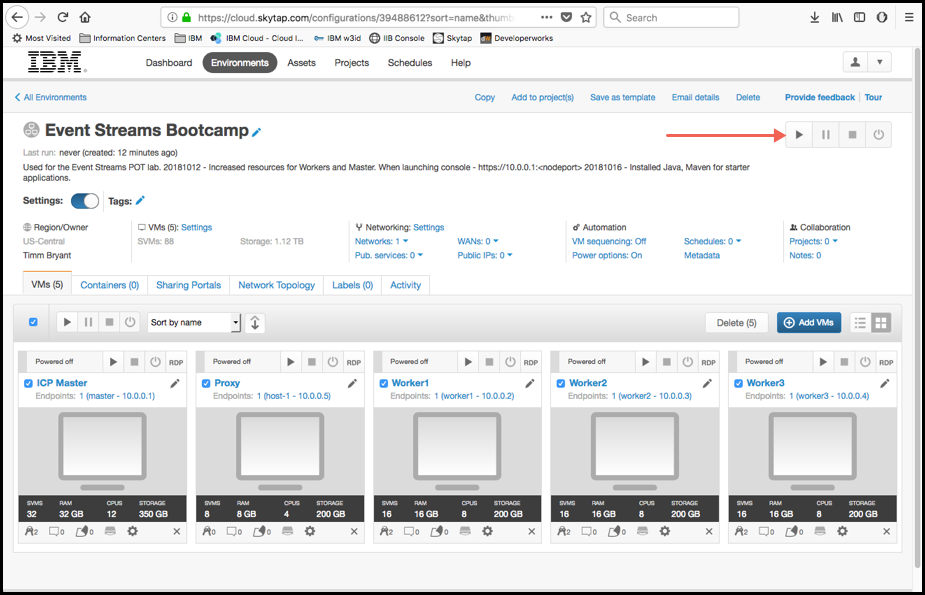 https://cloud.skytap.com/configurations/39488612?sort=name&thumb
Search
Most Visited Information Centers IBM IBM Cloud - Cloud I... IBM w3id IIB Console Skytap Developerworks
IBM
Dashboard Environments Assets Projects Schedules Help
All Environments Copy Add to project(s) Save as template Email details Delete Provide feedback Tour
Event Streams Bootcamp
Last run: never (created: 12 minutes ago)
Used for the Event Streams POT lab. 20181012 - Increased resources for Workers and Master. When launching console - https://10.0.0.1:<nodeport> 20181016 - Installed Java, Maven for starter
applications.
Settings: Tags:
Region/Owner VMs (5): Settings Networking: Settings Automation Collaboration
US-Central SVMs: 88 Storage: 1.12 TB Networks: 1 WANs: 0 VM sequencing: Off Schedules: 0 Projects: 0
Timm Bryant Pub. services: 0 Public IPs: 0 Power options: On Metadata Notes: 0
VMs (5) Containers (0) Sharing Portals Network Topology Labels (0) Activity
Sort by name Delete (5) Add VMs
Powered off RDP Powered off RDP Powered off RDP Powered off RDP Powered off RDP
ICP Master Proxy Worker1 Worker2 Worker3
Endpoints: 1 (master - 10.0.0.1) Endpoints: 1 (host-1 - 10.0.0.5) Endpoints: 1 (worker1 - 10.0.0.2) Endpoints: 1 (worker2 - 10.0.0.3) Endpoints: 1 (worker3 - 10.0.0.4)
SVMS RAM CPUS STORAGE SVMS RAM CPUS STORAGE SVMS RAM CPUS STORAGE SVMS RAM CPUS STORAGE SVMS RAM CPUS STORAGE
32 32 GB 12 350 GB 8 8 GB 4 200 GB 16 16 GB 8 200 GB 16 16 GB 8 200 GB 16 16 GB 8 200 GB
2 0 0 0 0 0 2 0 0 2 0 0 2 0 0